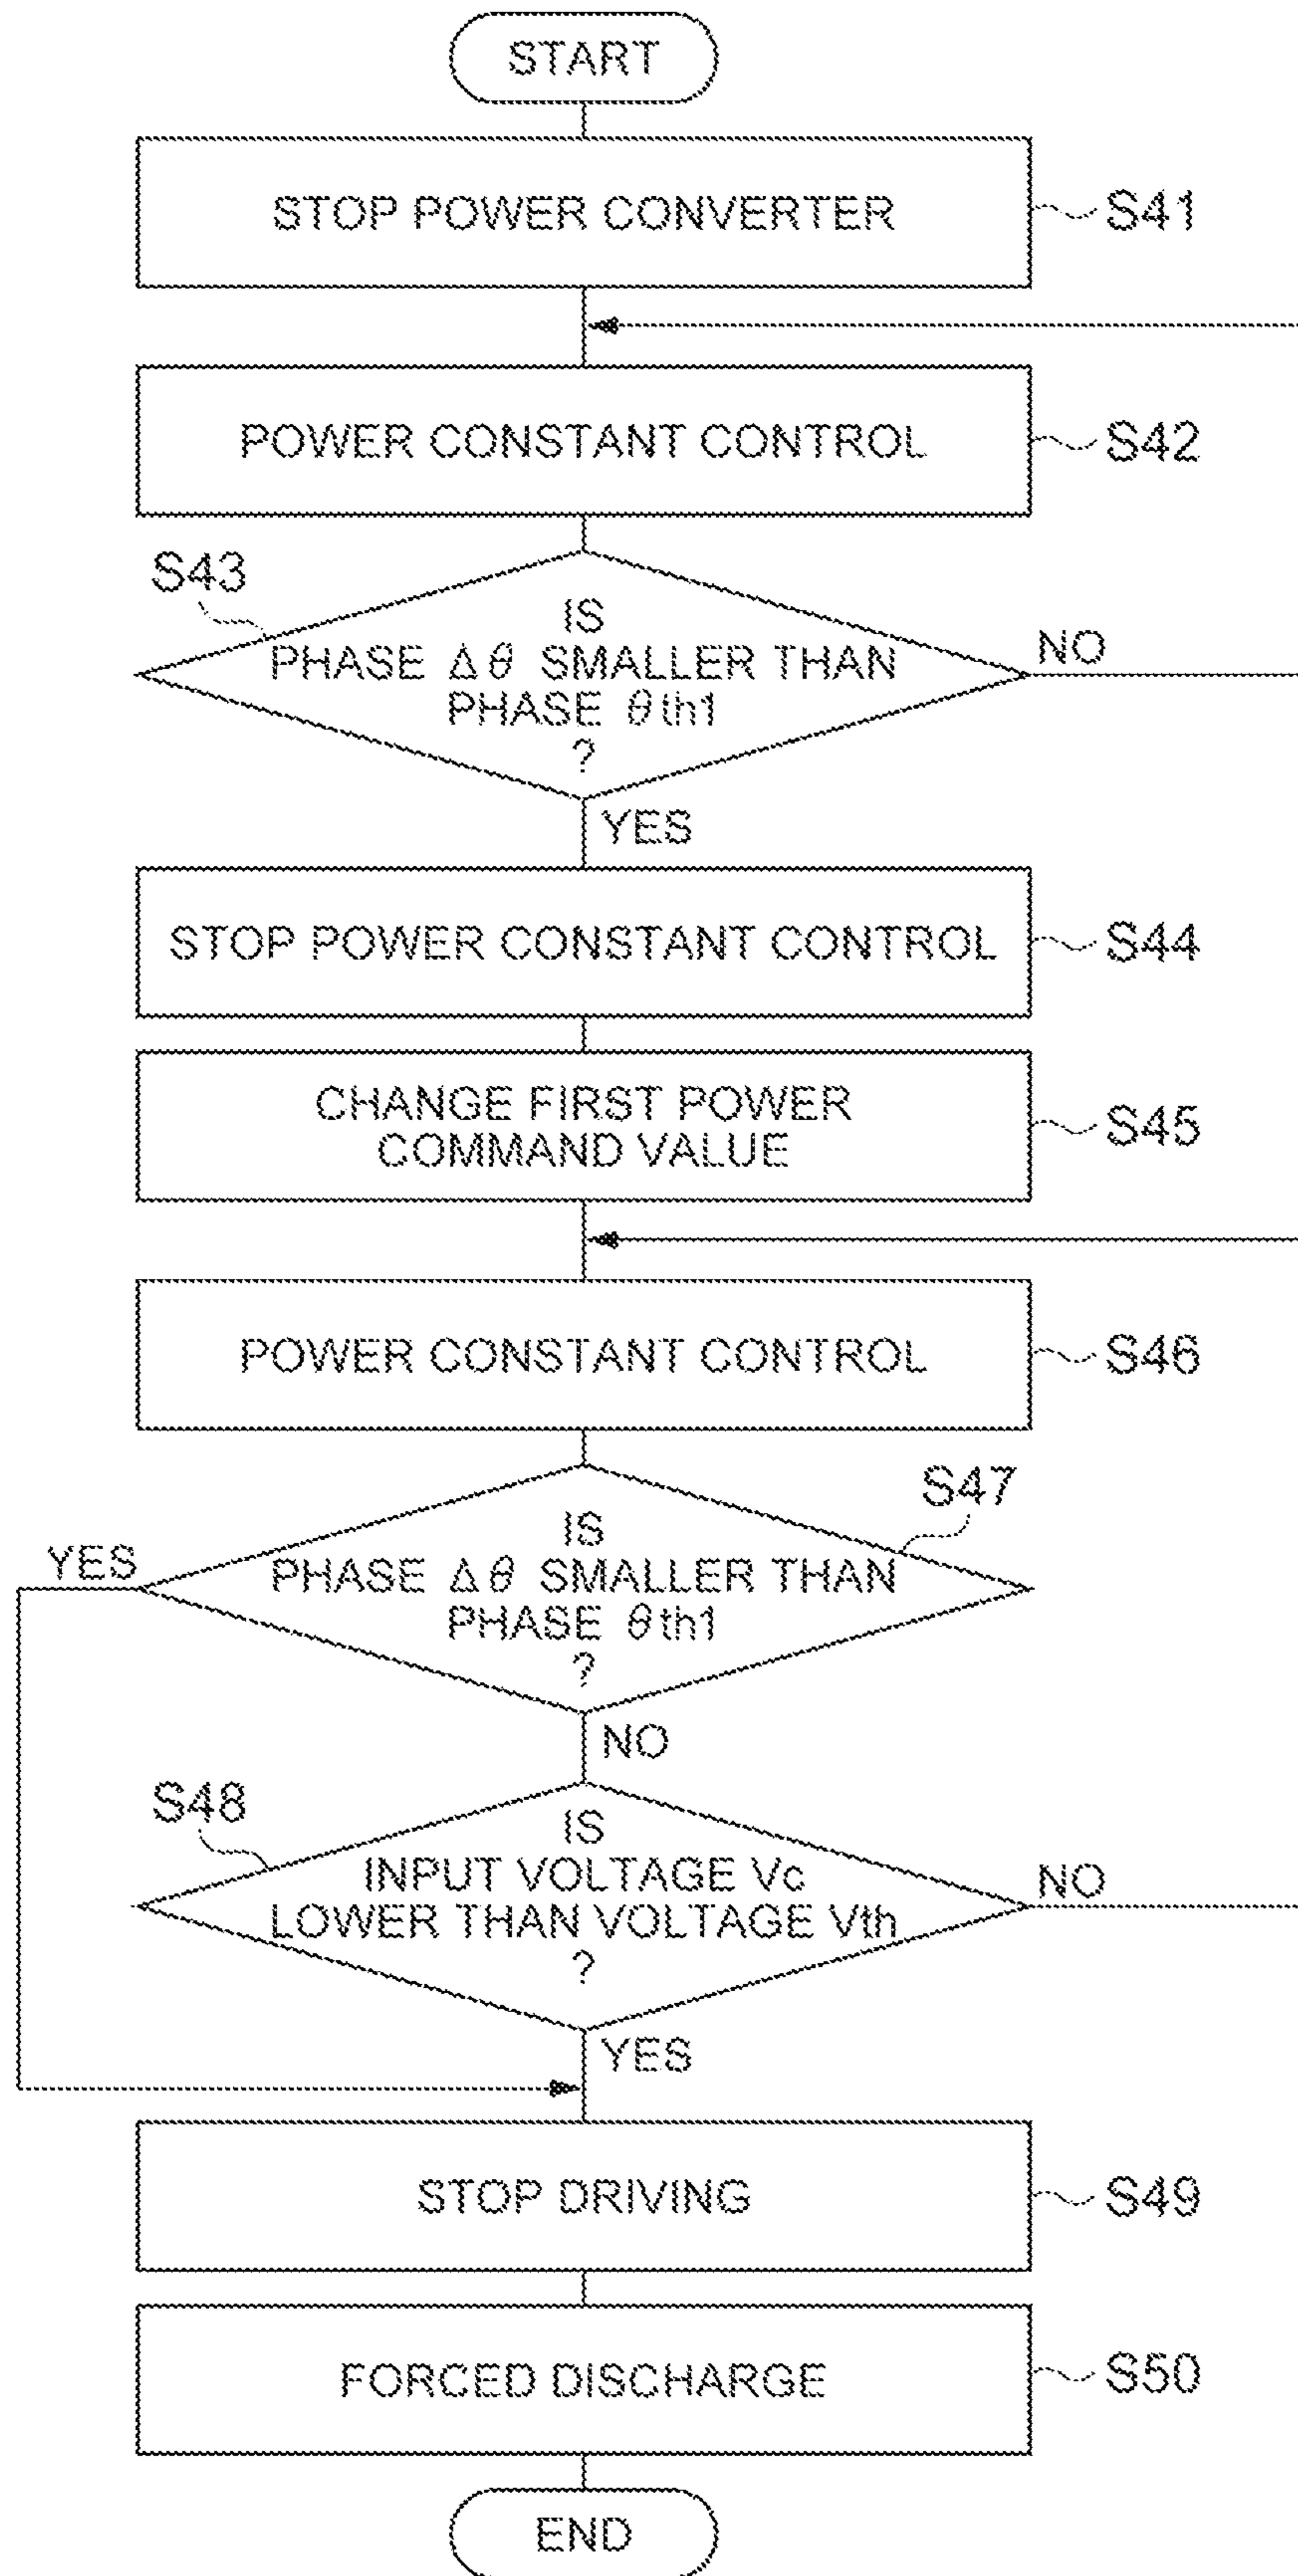 START
STOP POWER CONVERTER
S41
POWER CONSTANT CONTROL
S42
S43
IS
PHASE Δθ SMALLER THAN
PHASE θth1
?
NO
YES
STOP POWER CONSTANT CONTROL
S44
CHANGE FIRST POWER
COMMAND VALUE
S45
POWER CONSTANT CONTROL
S46
S47
IS
PHASE Δθ SMALLER THAN
PHASE θth1
?
YES
NO
S48
IS
INPUT VOLTAGE Vc
LOWER THAN VOLTAGE Vth
?
NO
YES
STOP DRIVING
S49
FORCED DISCHARGE
S50
END